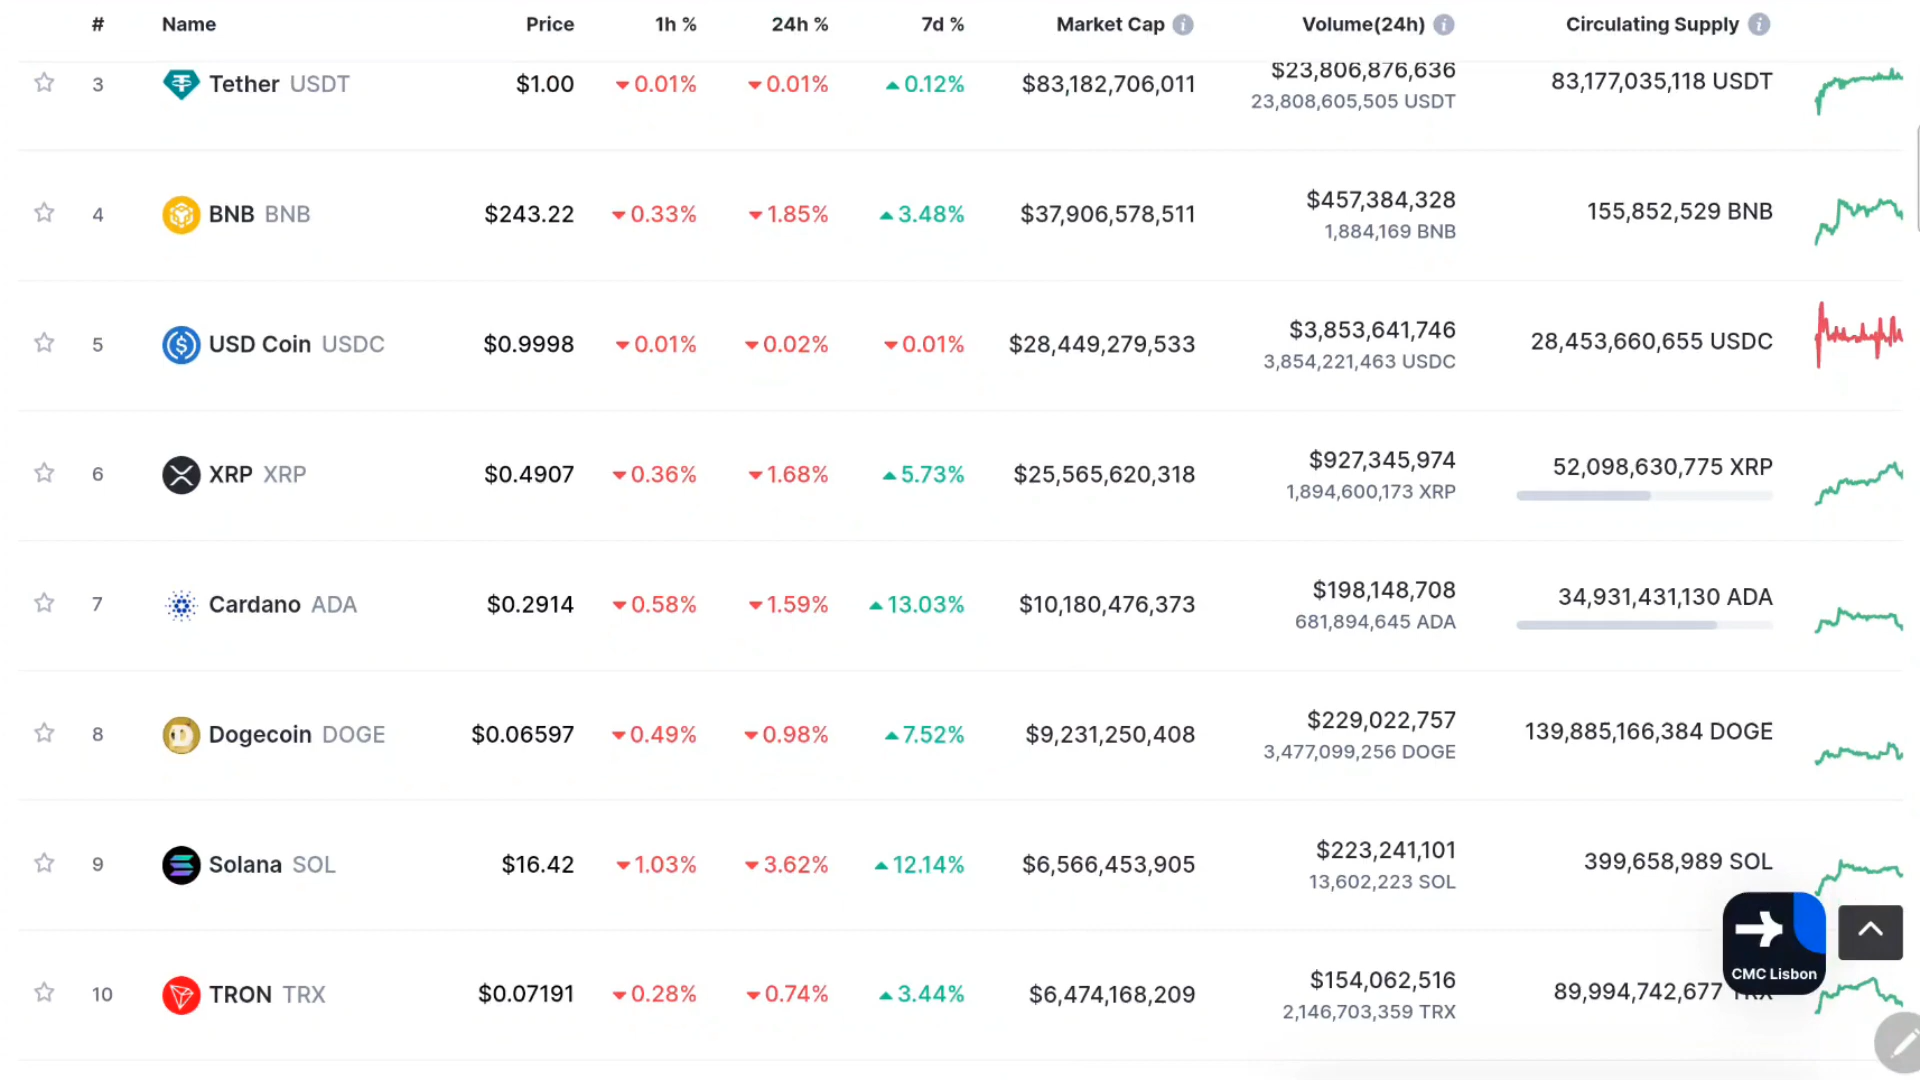 # Name Price 1h % 24h % 7d % Market Cap Volume(24h) Circulating Supply
3 Tether USDT $1.00 0.01% 0.01% 0.12% $83,182,706,011 $23,806,876,636 83,177,035,118 USDT
23,808,605,505 USDT
4 BNB BNB $243.22 0.33% 1.85% 3.48% $37,906,578,511 $457,384,328 155,852,529 BNB
1,884,169 BNB
5 USD Coin USDC $0.9998 0.01% 0.02% 0.01% $28,449,279,533 $3,853,641,746 28,453,660,655 USDC
3,854,221,463 USDC
6 XRP XRP $0.4907 0.36% 1.68% 5.73% $25,565,620,318 $927,345,974 52,098,630,775 XRP
1,894,600,173 XRP
7 Cardano ADA $0.2914 0.58% 1.59% 13.03% $10,180,476,373 $198,148,708 34,931,431,130 ADA
681,894,645 ADA
8 Dogecoin DOGE $0.06597 0.49% 0.98% 7.52% $9,231,250,408 $229,022,757 139,885,166,384 DOGE
3,477,099,256 DOGE
9 Solana SOL $16.42 1.03% 3.62% 12.14% $6,566,453,905 $223,241,101 399,658,989 SOL
13,602,223 SOL
CMC Lisbon
10 TRON TRX $0.07191 0.28% 0.74% 3.44% $6,474,168,209 $154,062,516 89,994,742,677 TRX
2,146,703,359 TRX